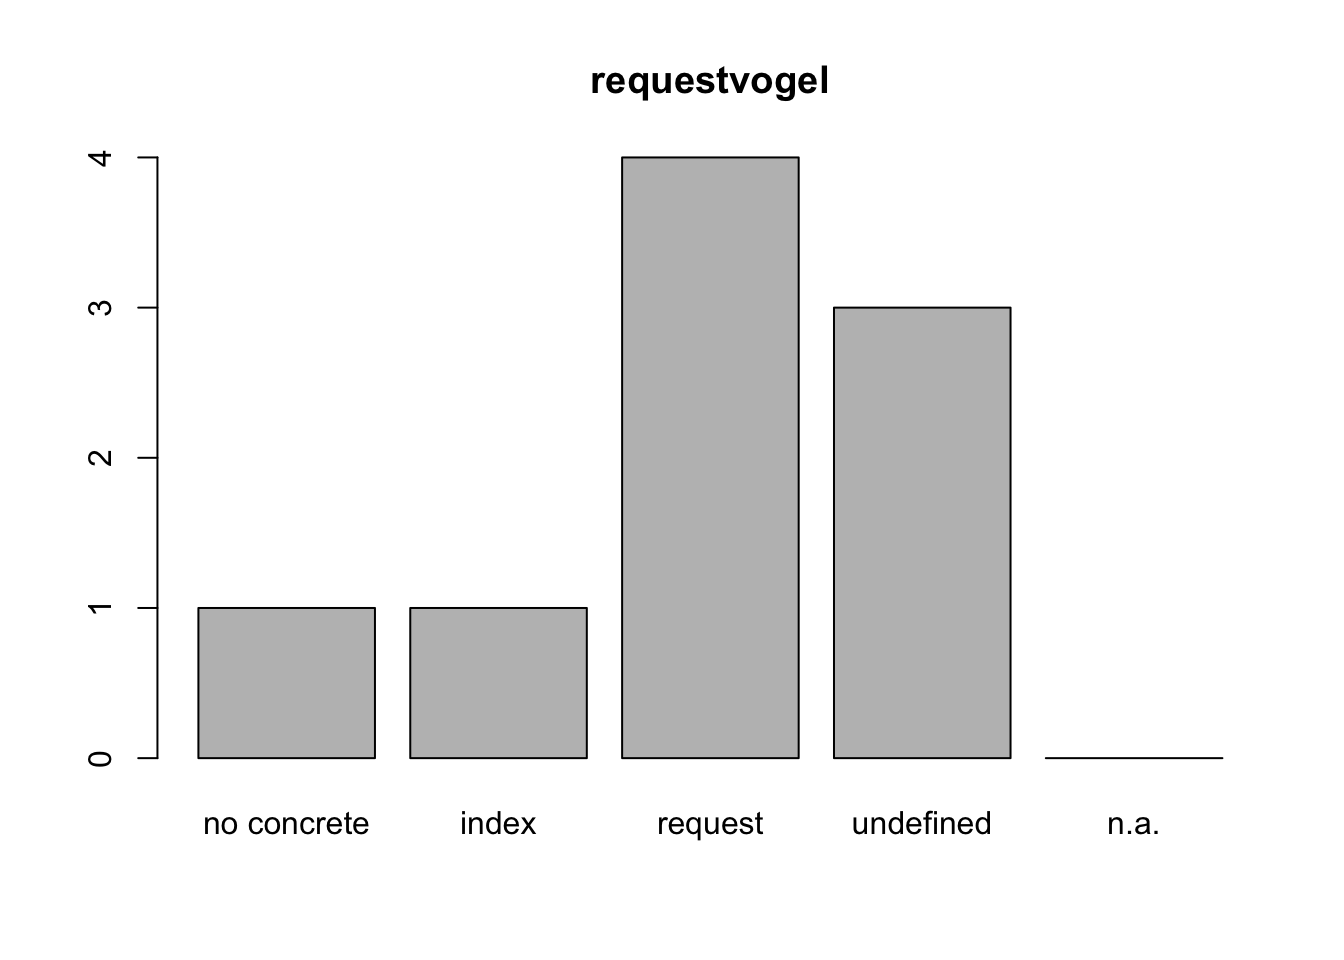 requestvogel
4
3
2
1
0
no concrete index request undefined n.a.